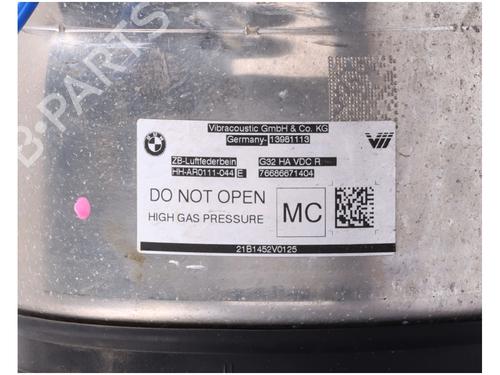 B-PARTS
BMW
Vibracoustic GmbH & Co. KG
Germany- 13981113
ZB-Luftfederbein G32 HA VDC R
HH-AR0111-044 E 76686671404
DO NOT OPEN
HIGH GAS PRESSURE
MC
21B1452V0125